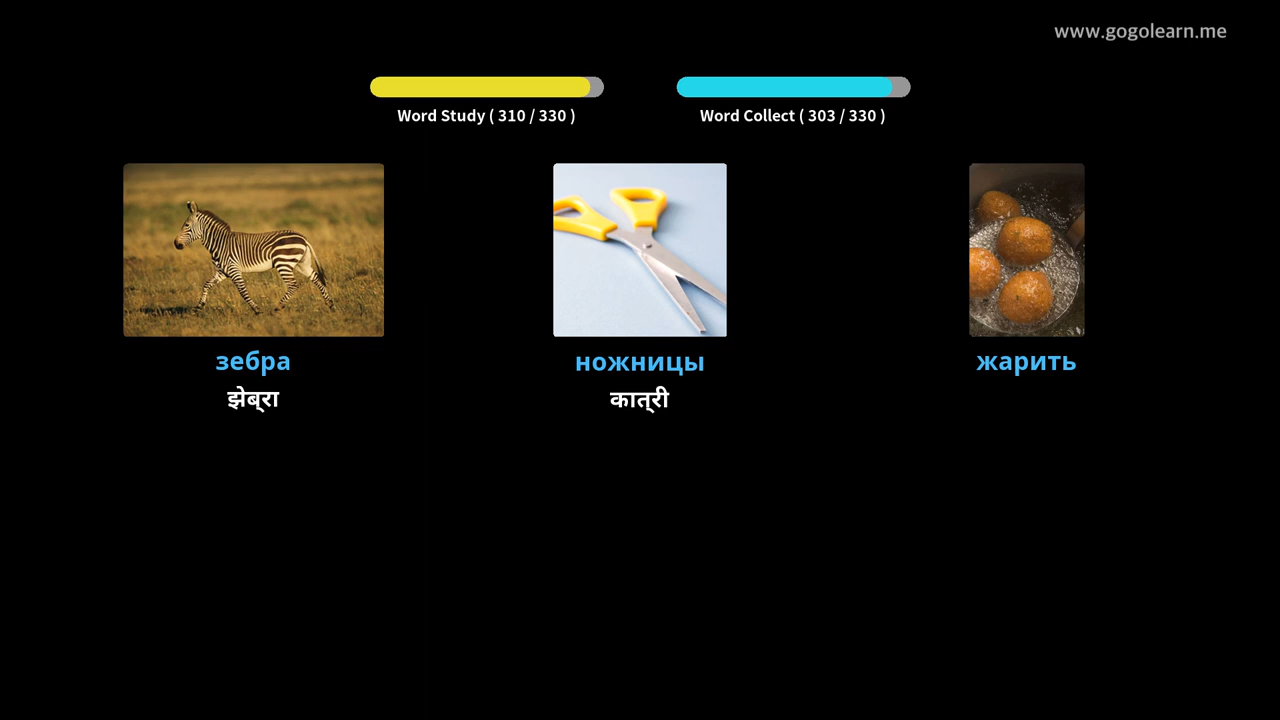 www.gogolearn.me
Word Study ( 310 / 330 )
Word Collect ( 303 / 330 )
зебра
ножницы
жарить
झेब्रा
कात्री